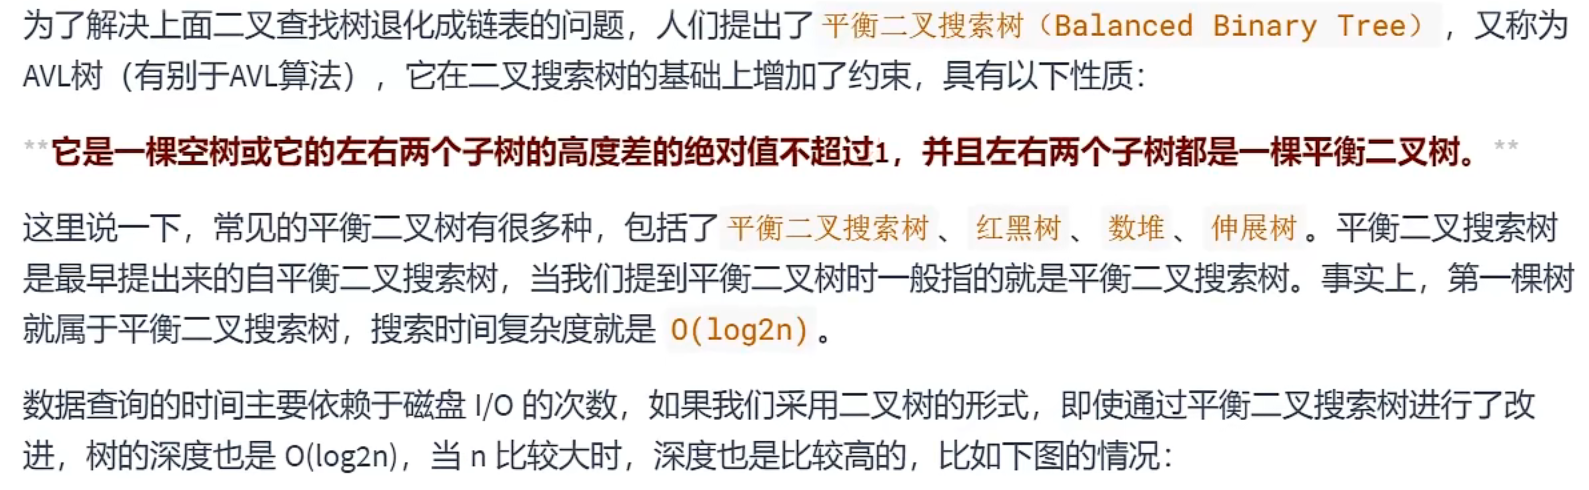 为了解决上面二叉查找树退化成链表的问题，人们提出了 平衡二叉搜索树（Balanced Binary Tree） ，又称为
AVL树（有别于AVL算法），它在二叉搜索树的基础上增加了约束，具有以下性质：
**它是一棵空树或它的左右两个子树的高度差的绝对值不超过1，并且左右两个子树都是一棵平衡二叉树。**
这里说一下，常见的平衡二叉树有很多种，包括了 平衡二叉搜索树 、 红黑树 、 数堆 、 伸展树 。平衡二叉搜索树
是最早提出来的自平衡二叉搜索树，当我们提到平衡二叉树时一般指的就是平衡二叉搜索树。事实上，第一棵树
就属于平衡二叉搜索树，搜索时间复杂度就是 O(log2n) 。
数据查询的时间主要依赖于磁盘 I/O 的次数，如果我们采用二叉树的形式，即使通过平衡二叉搜索树进行了改
进，树的深度也是 O(log2n)，当 n 比较大时，深度也是比较高的，比如下图的情况：